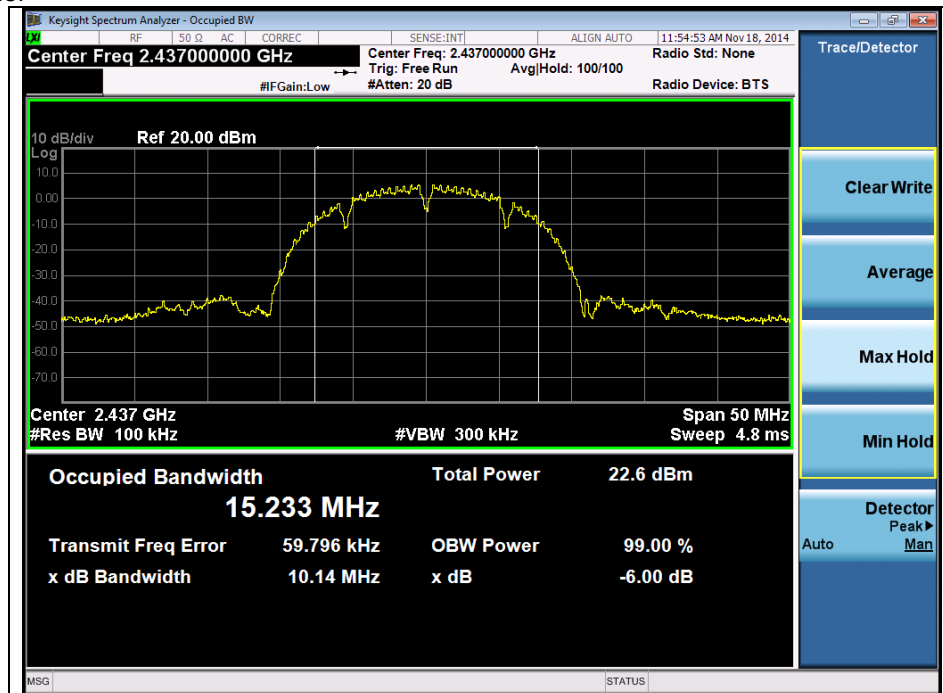 Keysight Spectrum Analyzer - Occupied BW
LXI RF 50 Ω AC CORREC SENSE:INT ALIGN AUTO 11:54:53 AM Nov 18, 2014
Center Freq 2.437000000 GHz
Center Freq: 2.437000000 GHz Radio Std: None
Trig: Free Run Avg|Hold: 100/100
#IFGain:Low #Atten: 20 dB Radio Device: BTS
Trace/Detector
10 dB/div Ref 20.00 dBm
Log
10.0
0.00
-10.0
-20.0
-30.0
-40.0
-50.0
-60.0
-70.0
Center 2.437 GHz Span 50 MHz
#Res BW 100 kHz #VBW 300 kHz Sweep 4.8 ms
Occupied Bandwidth Total Power 22.6 dBm
15.233 MHz
Transmit Freq Error 59.796 kHz OBW Power 99.00 %
x dB Bandwidth 10.14 MHz x dB -6.00 dB
Clear Write
Average
Max Hold
Min Hold
Detector
Peak▶
Auto Man
MSG STATUS